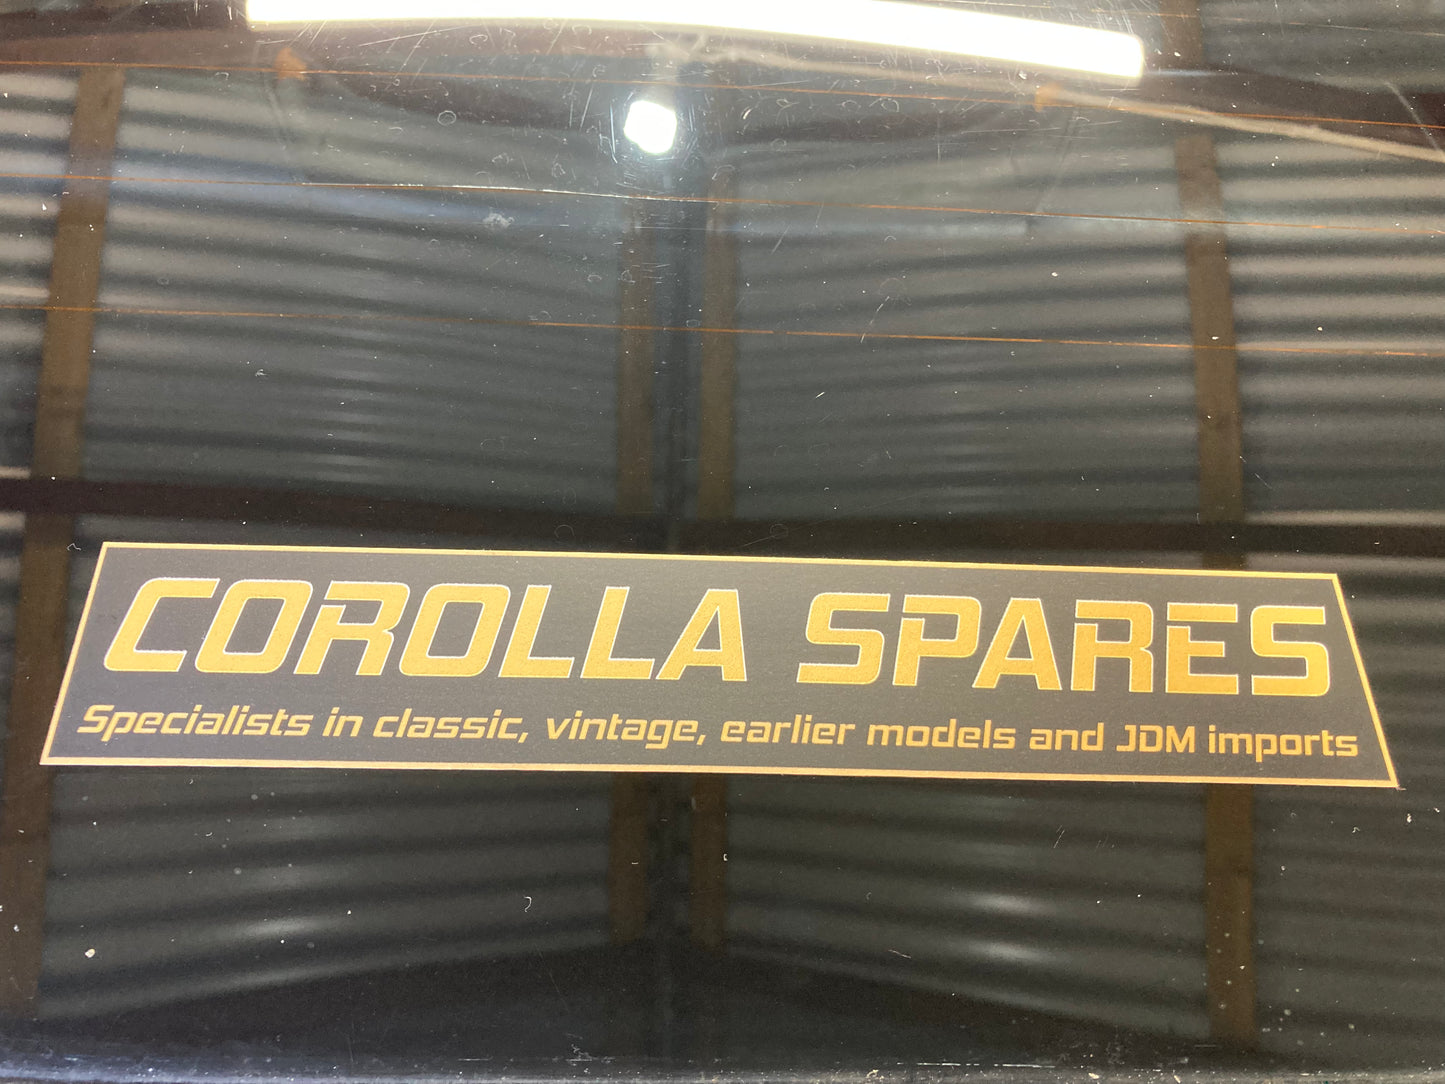 COROLLA SPARES
Specialists in classic, vintage, earlier models and JDM imports